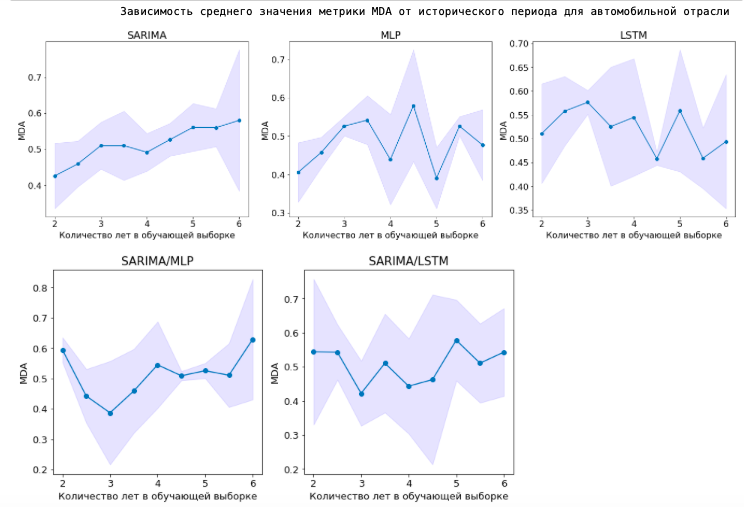 Зависимость среднего значения метрики MDA от исторического периода для автомобильной отрасли
SARIMA
MDA
0.7
0.6
0.5
0.4
2 3 4 5 6
Количество лет в обучающей выборке
MLP
MDA
0.7
0.6
0.5
0.4
0.3
2 3 4 5 6
Количество лет в обучающей выборке
LSTM
MDA
0.70
0.65
0.60
0.55
0.50
0.45
0.40
0.35
2 3 4 5 6
Количество лет в обучающей выборке
SARIMA/MLP
MDA
0.8
0.7
0.6
0.5
0.4
0.3
0.2
2 3 4 5 6
Количество лет в обучающей выборке
SARIMA/LSTM
MDA
0.7
0.6
0.5
0.4
0.3
0.2
2 3 4 5 6
Количество лет в обучающей выборке